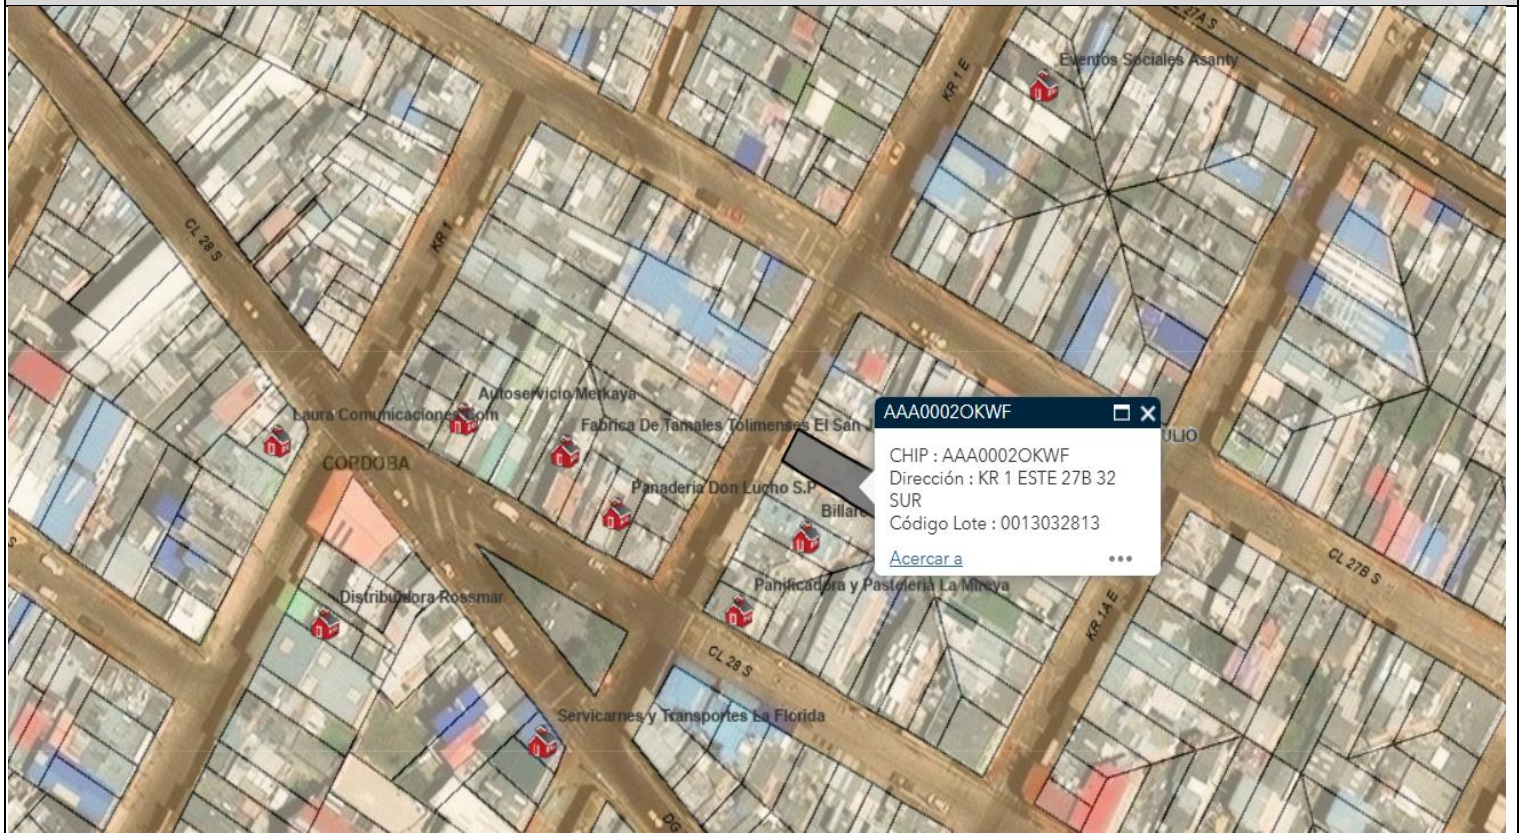 CL 27A S
Eventos Sociales Asanty
KR 1 E
KR 1
CL 28 S
Autoservicio Merkaya
Laura Comunicaciones.Com
Fabrica De Tamales Tolimenses El San J
CORDOBA
AAA0002OKWF
ULIO
CHIP : AAA0002OKWF
Dirección : KR 1 ESTE 27B 32
SUR
Código Lote : 0013032813
Acercar a
Panaderia Don Lucho S.P
Billare
S
CL 27B S
Panificadora y Pasteleria La Mireya
Distribuidora Rossmar
KR 1A E
CL 28 S
Servicarnes y Transportes La Florida
DG